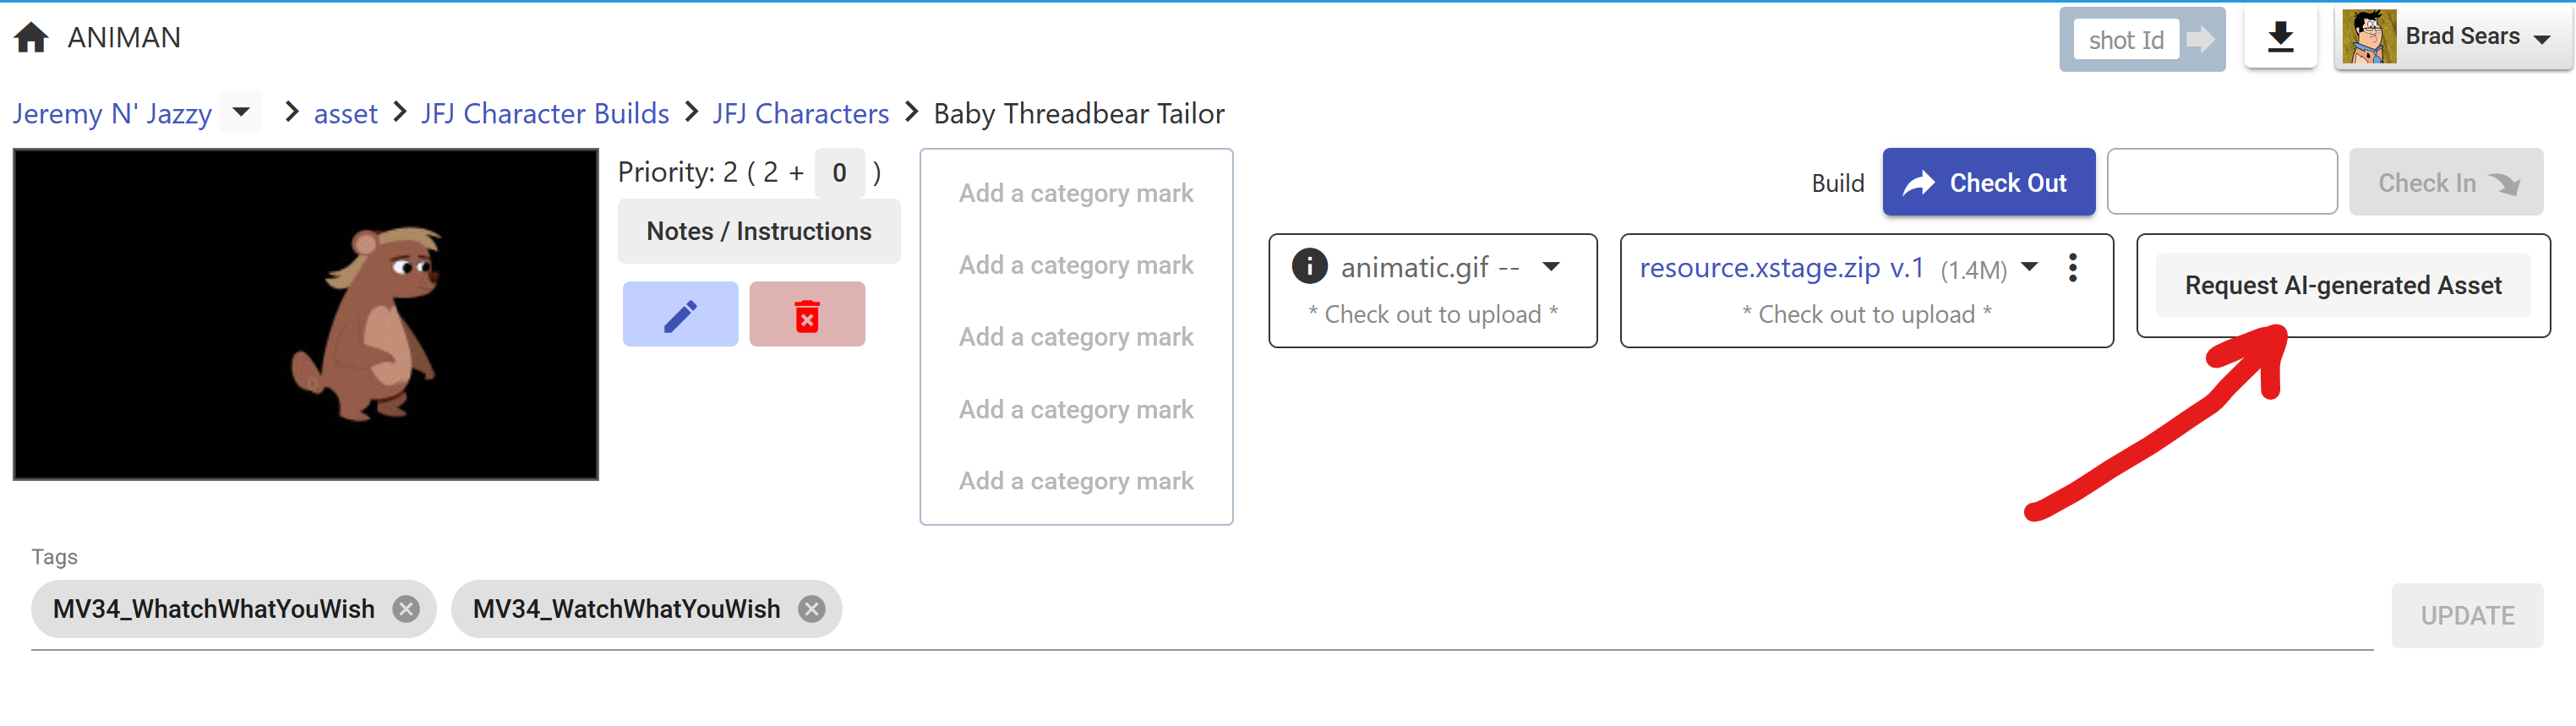 ANIMAN
shot Id
Brad Sears
Jeremy N' Jazzy > asset > JFJ Character Builds > JFJ Characters > Baby Threadbear Tailor
Priority: 2 ( 2 + 0 )
Notes / Instructions
Add a category mark
Add a category mark
Add a category mark
Add a category mark
Add a category mark
Build
Check Out
Check In
animatic.gif --
* Check out to upload *
resource.xstage.zip v.1 (1.4M)
* Check out to upload *
Request AI-generated Asset
Tags
MV34_WhatchWhatYouWish
MV34_WatchWhatYouWish
UPDATE